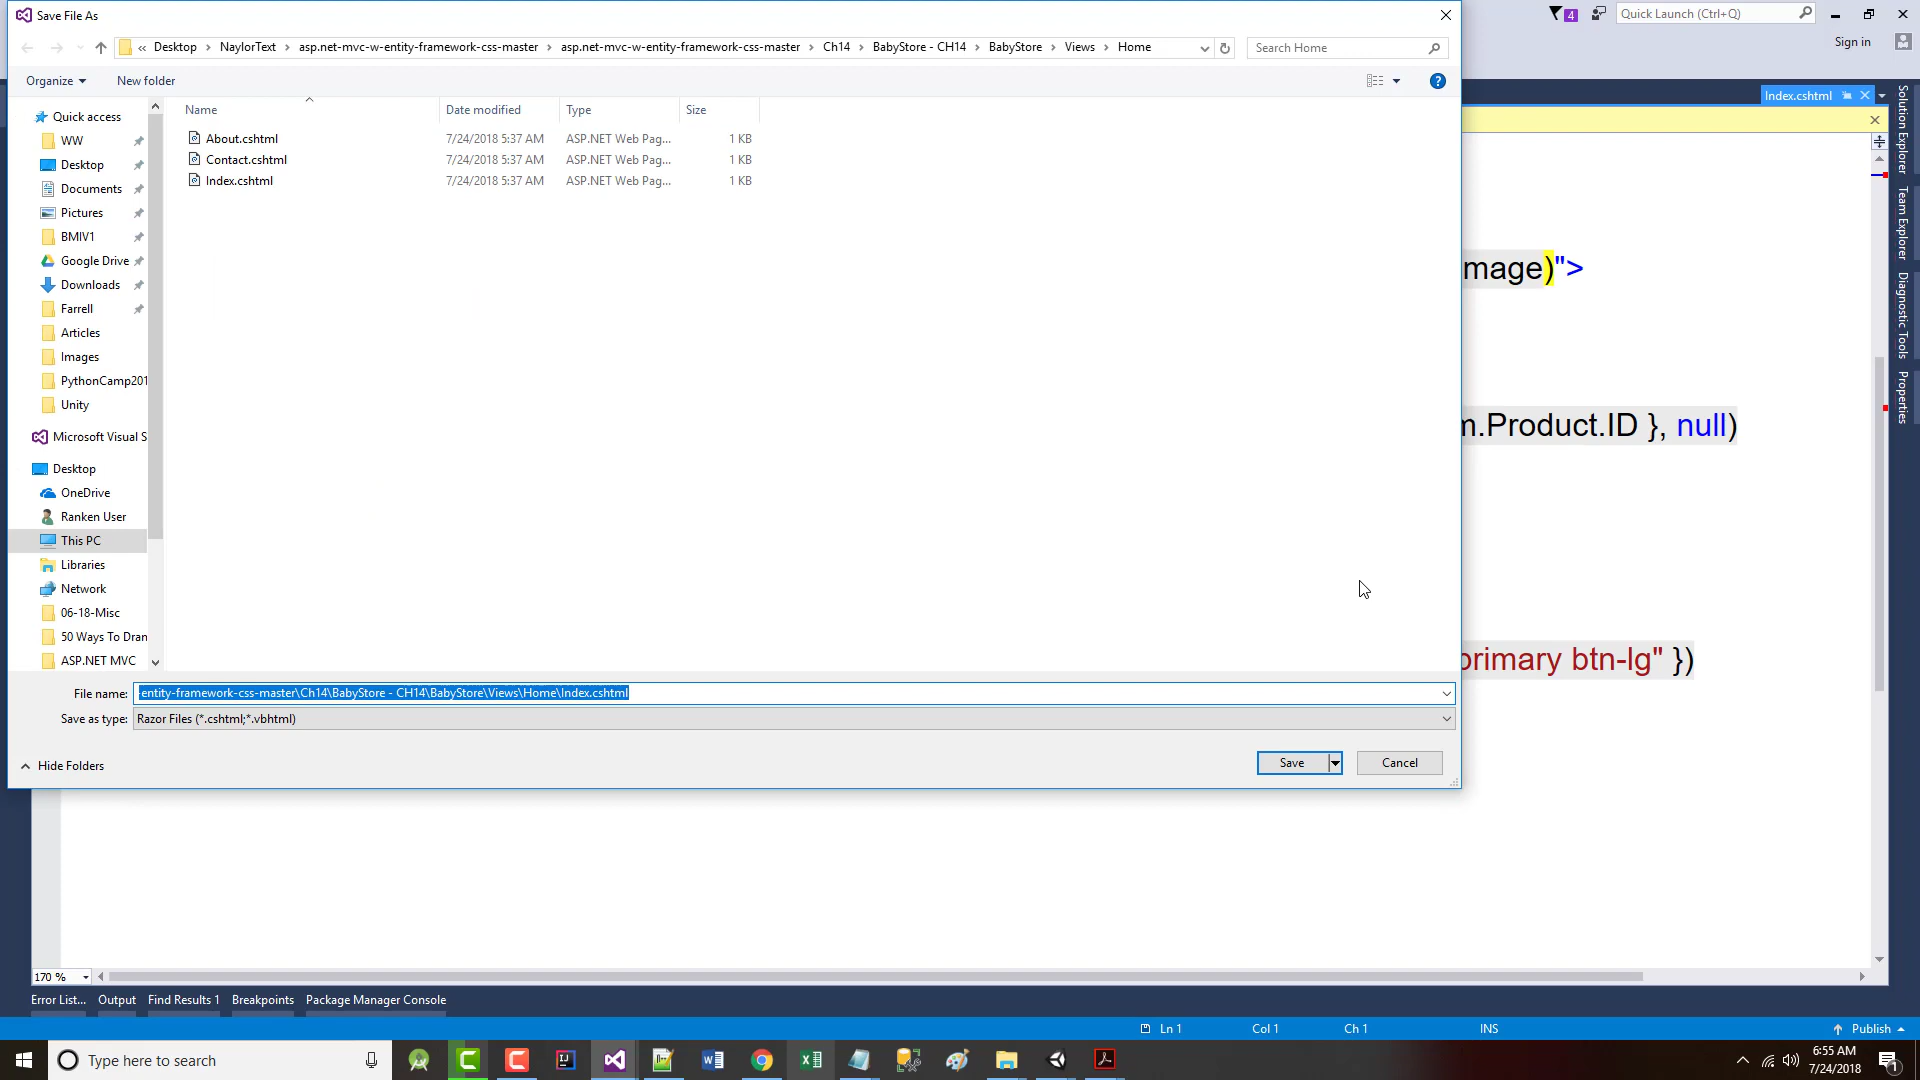 Save File As
4
Quick Launch (Ctrl+Q)
« Desktop NaylorText asp.net-mvc-w-entity-framework-css-master asp.net-mvc-w-entity-framework-css-master Ch14 BabyStore - CH14 BabyStore Views Home
Search Home
Sign in
Organize New folder
?
Index.cshtml
Solution Explorer
Team Explorer
Diagnostic Tools
Properties
Name Date modified Type Size
About.cshtml 7/24/2018 5:37 AM ASP.NET Web Pag... 1 KB
Contact.cshtml 7/24/2018 5:37 AM ASP.NET Web Pag... 1 KB
Index.cshtml 7/24/2018 5:37 AM ASP.NET Web Pag... 1 KB
Quick access
WW
Desktop
Documents
Pictures
BMIV1
Google Drive
Downloads
Farrell
Articles
Images
PythonCamp201
Unity
Microsoft Visual S
Desktop
OneDrive
Ranken User
This PC
Libraries
Network
06-18-Misc
50 Ways To Dran
ASP.NET MVC
mage)">
m.Product.ID }, null)
primary btn-lg" })
File name: -entity-framework-css-master\Ch14\BabyStore - CH14\BabyStore\Views\Home\Index.cshtml
Save as type: Razor Files (*.cshtml;*.vbhtml)
Hide Folders
Save
Cancel
170 %
Error List... Output Find Results 1 Breakpoints Package Manager Console
Ln 1 Col 1 Ch 1 INS Publish
Type here to search
6:55 AM
7/24/2018
1